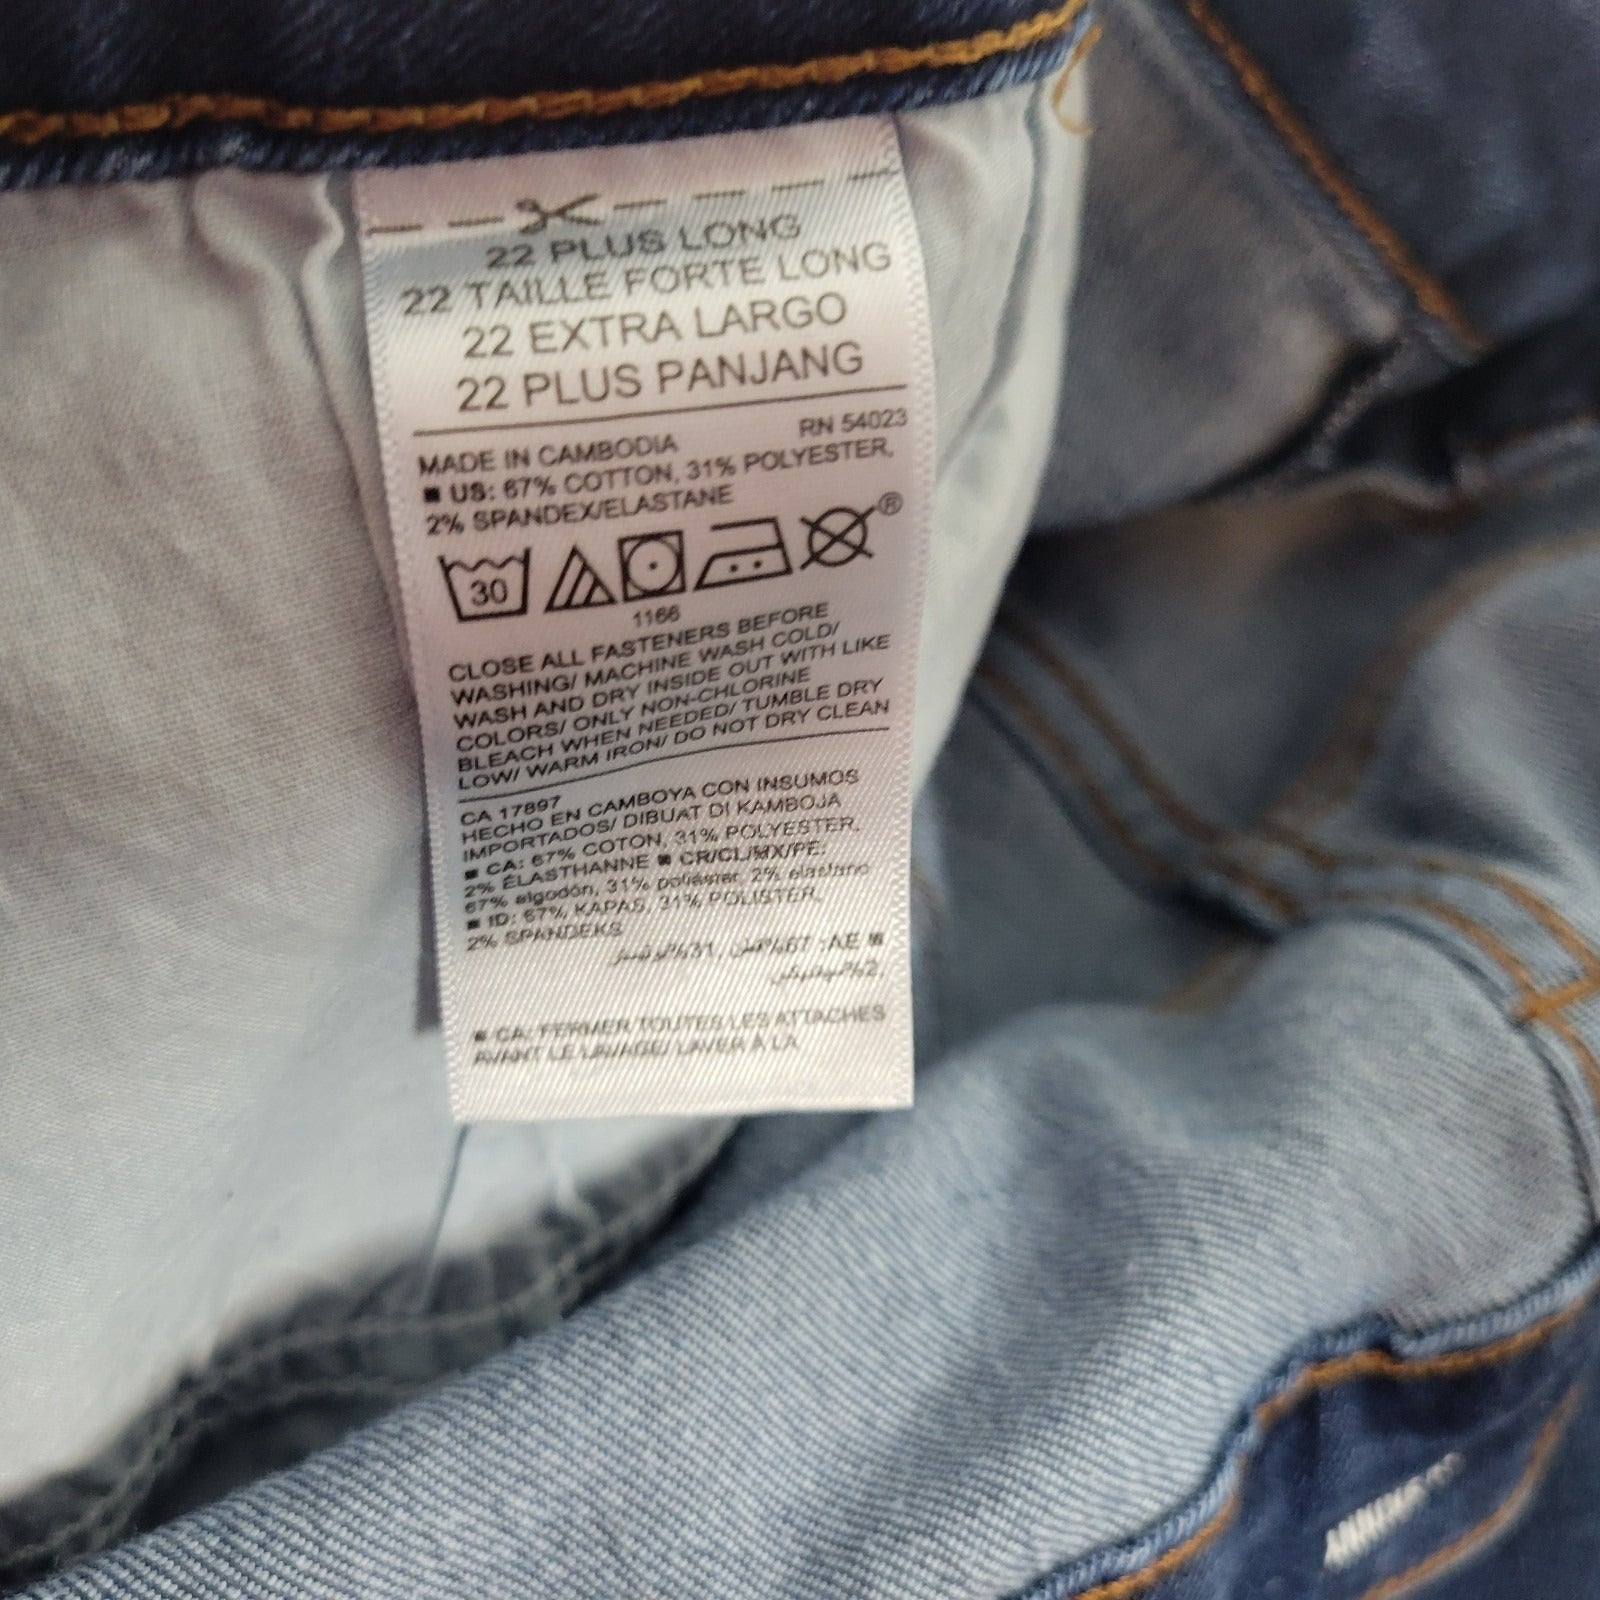 22 PLUS LONG
22 TAILLE FORTE LONG
22 EXTRA LARGO
22 PLUS PANJANG
RN 54023
MADE IN CAMBODIA
■ US: 67% COTTON, 31% POLYESTER,
2% SPANDEX/ELASTANE
30
®
1166
CLOSE ALL FASTENERS BEFORE
WASHING/ MACHINE WASH COLD/
WASH AND DRY INSIDE OUT WITH LIKE
COLORS/ ONLY NON-CHLORINE
BLEACH WHEN NEEDED/ TUMBLE DRY
LOW/ WARM IRON/ DO NOT DRY CLEAN
CA 17897
HECHO EN CAMBOYA CON INSUMOS
IMPORTADOS/ DIBUAT DI KAMBOJA
■ CA: 67% COTON, 31% POLYESTER,
2% ÉLASTHANNE ■ CR/CL/MX/PE:
67% algodón, 31% poliéster, 2% elastano
■ ID: 67% KAPAS, 31% POLISTER,
2% SPANDEKS
■ AE: 67% قطن, 31%
2%
■ CA: FERMER TOUTES LES ATTACHES
AVANT LE LAVAGE/ LAVER À LA